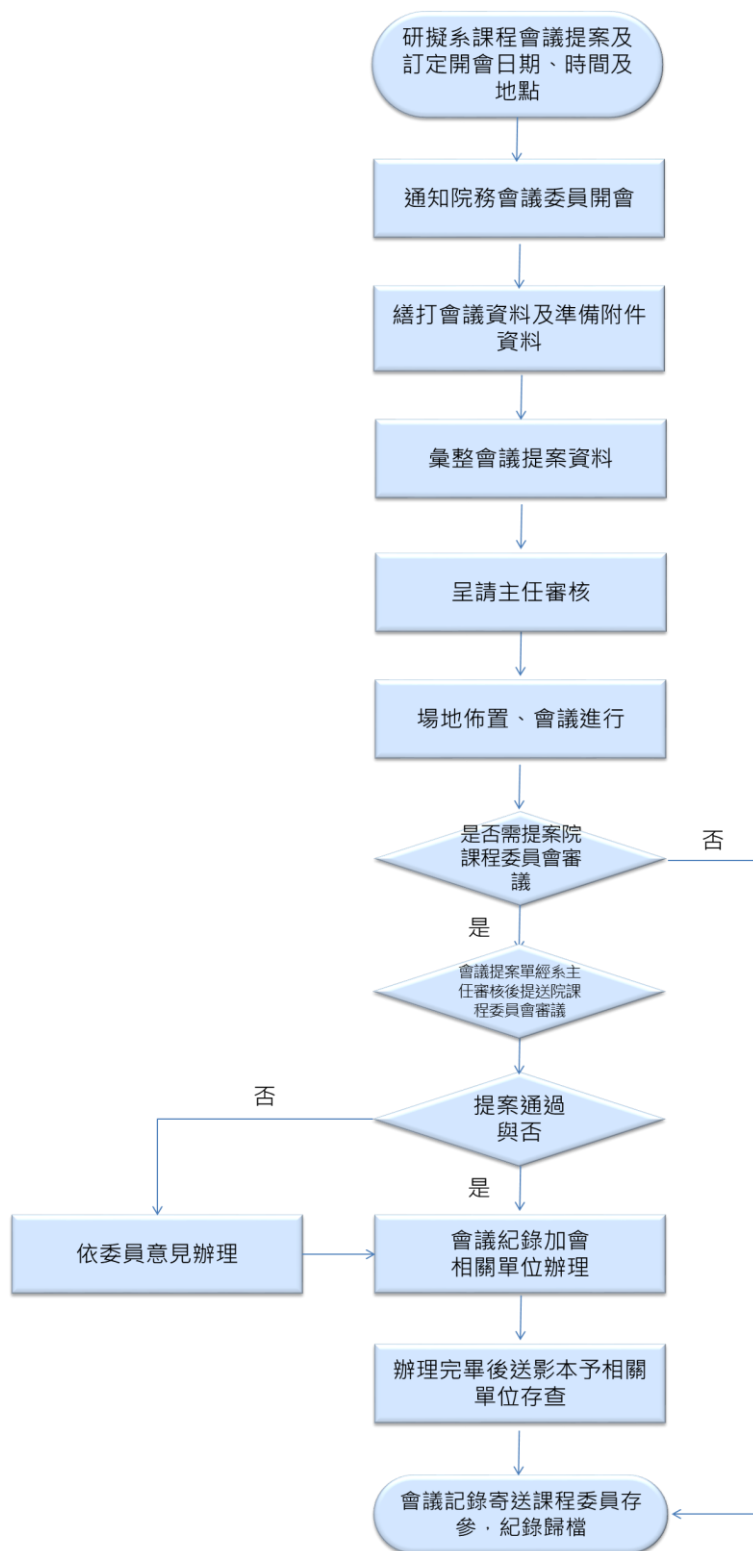 研擬系課程會議提案及
訂定開會日期、時間及
地點
通知院務會議委員開會
繕打會議資料及準備附件
資料
彙整會議提案資料
呈請主任審核
場地佈置、會議進行
是否需提案院
課程委員會審
議
否
是
會議提案單經系主
任審核後提送院課
程委員會審議
提案通過
與否
否
是
依委員意見辦理
會議紀錄加會
相關單位辦理
辦理完畢後送影本予相關
單位存查
會議記錄寄送課程委員存
參，紀錄歸檔